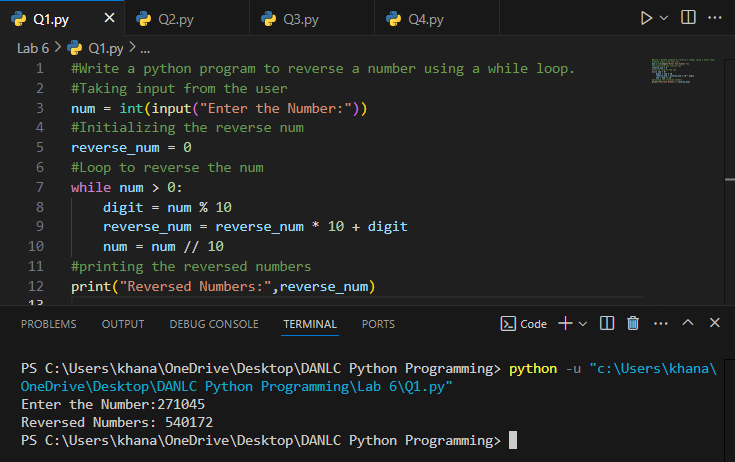 Q1.py
Q2.py
Q3.py
Q4.py
Lab 6 > Q1.py > ...
1 #Write a python program to reverse a number using a while loop.
2 #Taking input from the user
3 num = int(input("Enter the Number:"))
4 #Initializing the reverse num
5 reverse_num = 0
6 #Loop to reverse the num
7 while num > 0:
8     digit = num % 10
9     reverse_num = reverse_num * 10 + digit
10     num = num // 10
11 #printing the reversed numbers
12 print("Reversed Numbers:",reverse_num)
13
PROBLEMS OUTPUT DEBUG CONSOLE TERMINAL PORTS Code
PS C:\Users\khana\OneDrive\Desktop\DANLC Python Programming> python -u "c:\Users\khana\
OneDrive\Desktop\DANLC Python Programming\Lab 6\Q1.py"
Enter the Number:271045
Reversed Numbers: 540172
PS C:\Users\khana\OneDrive\Desktop\DANLC Python Programming>